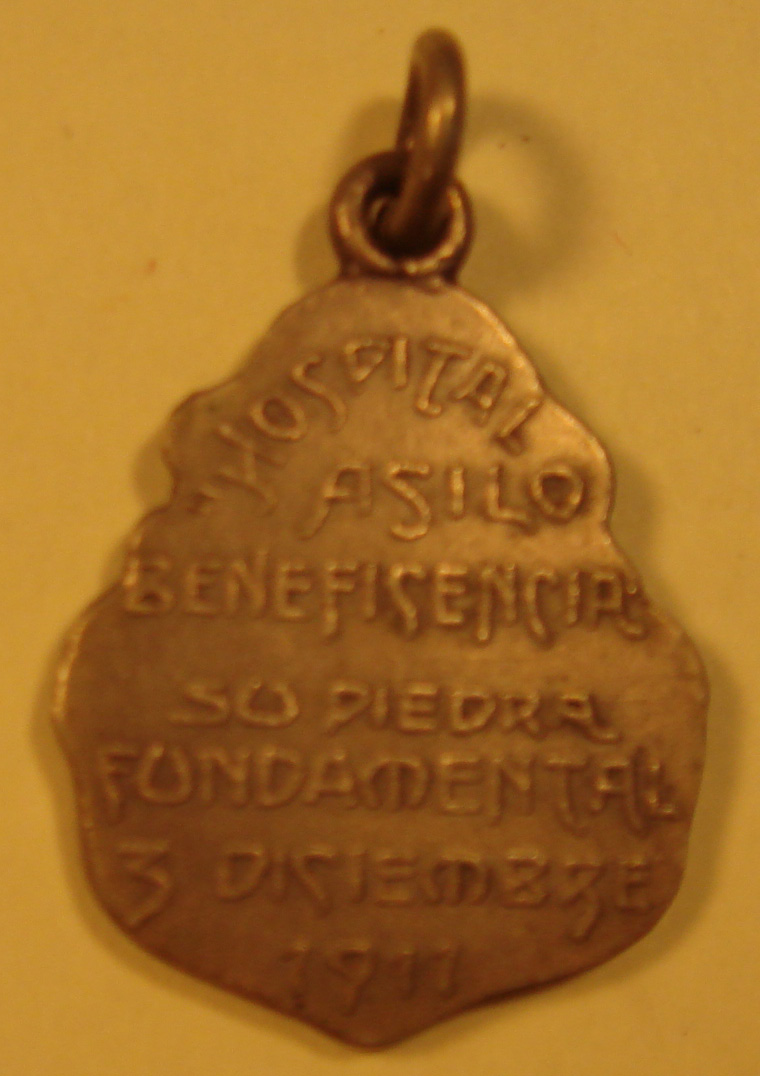 HOSPITAL
ASILO
BENEFISENCIA
SU PIEDRA
FUNDAMENTAL
3 DICIEMBRE
1911